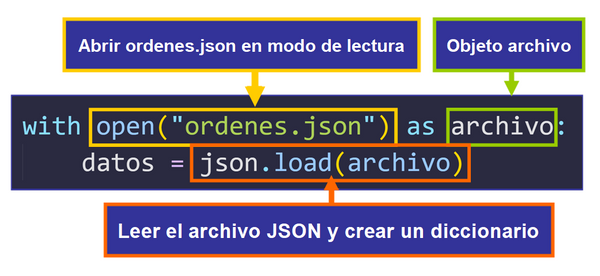 Abrir ordenes.json en modo de lectura
Objeto archivo
with open("ordenes.json") as archivo:
datos = json.load(archivo)
Leer el archivo JSON y crear un diccionario